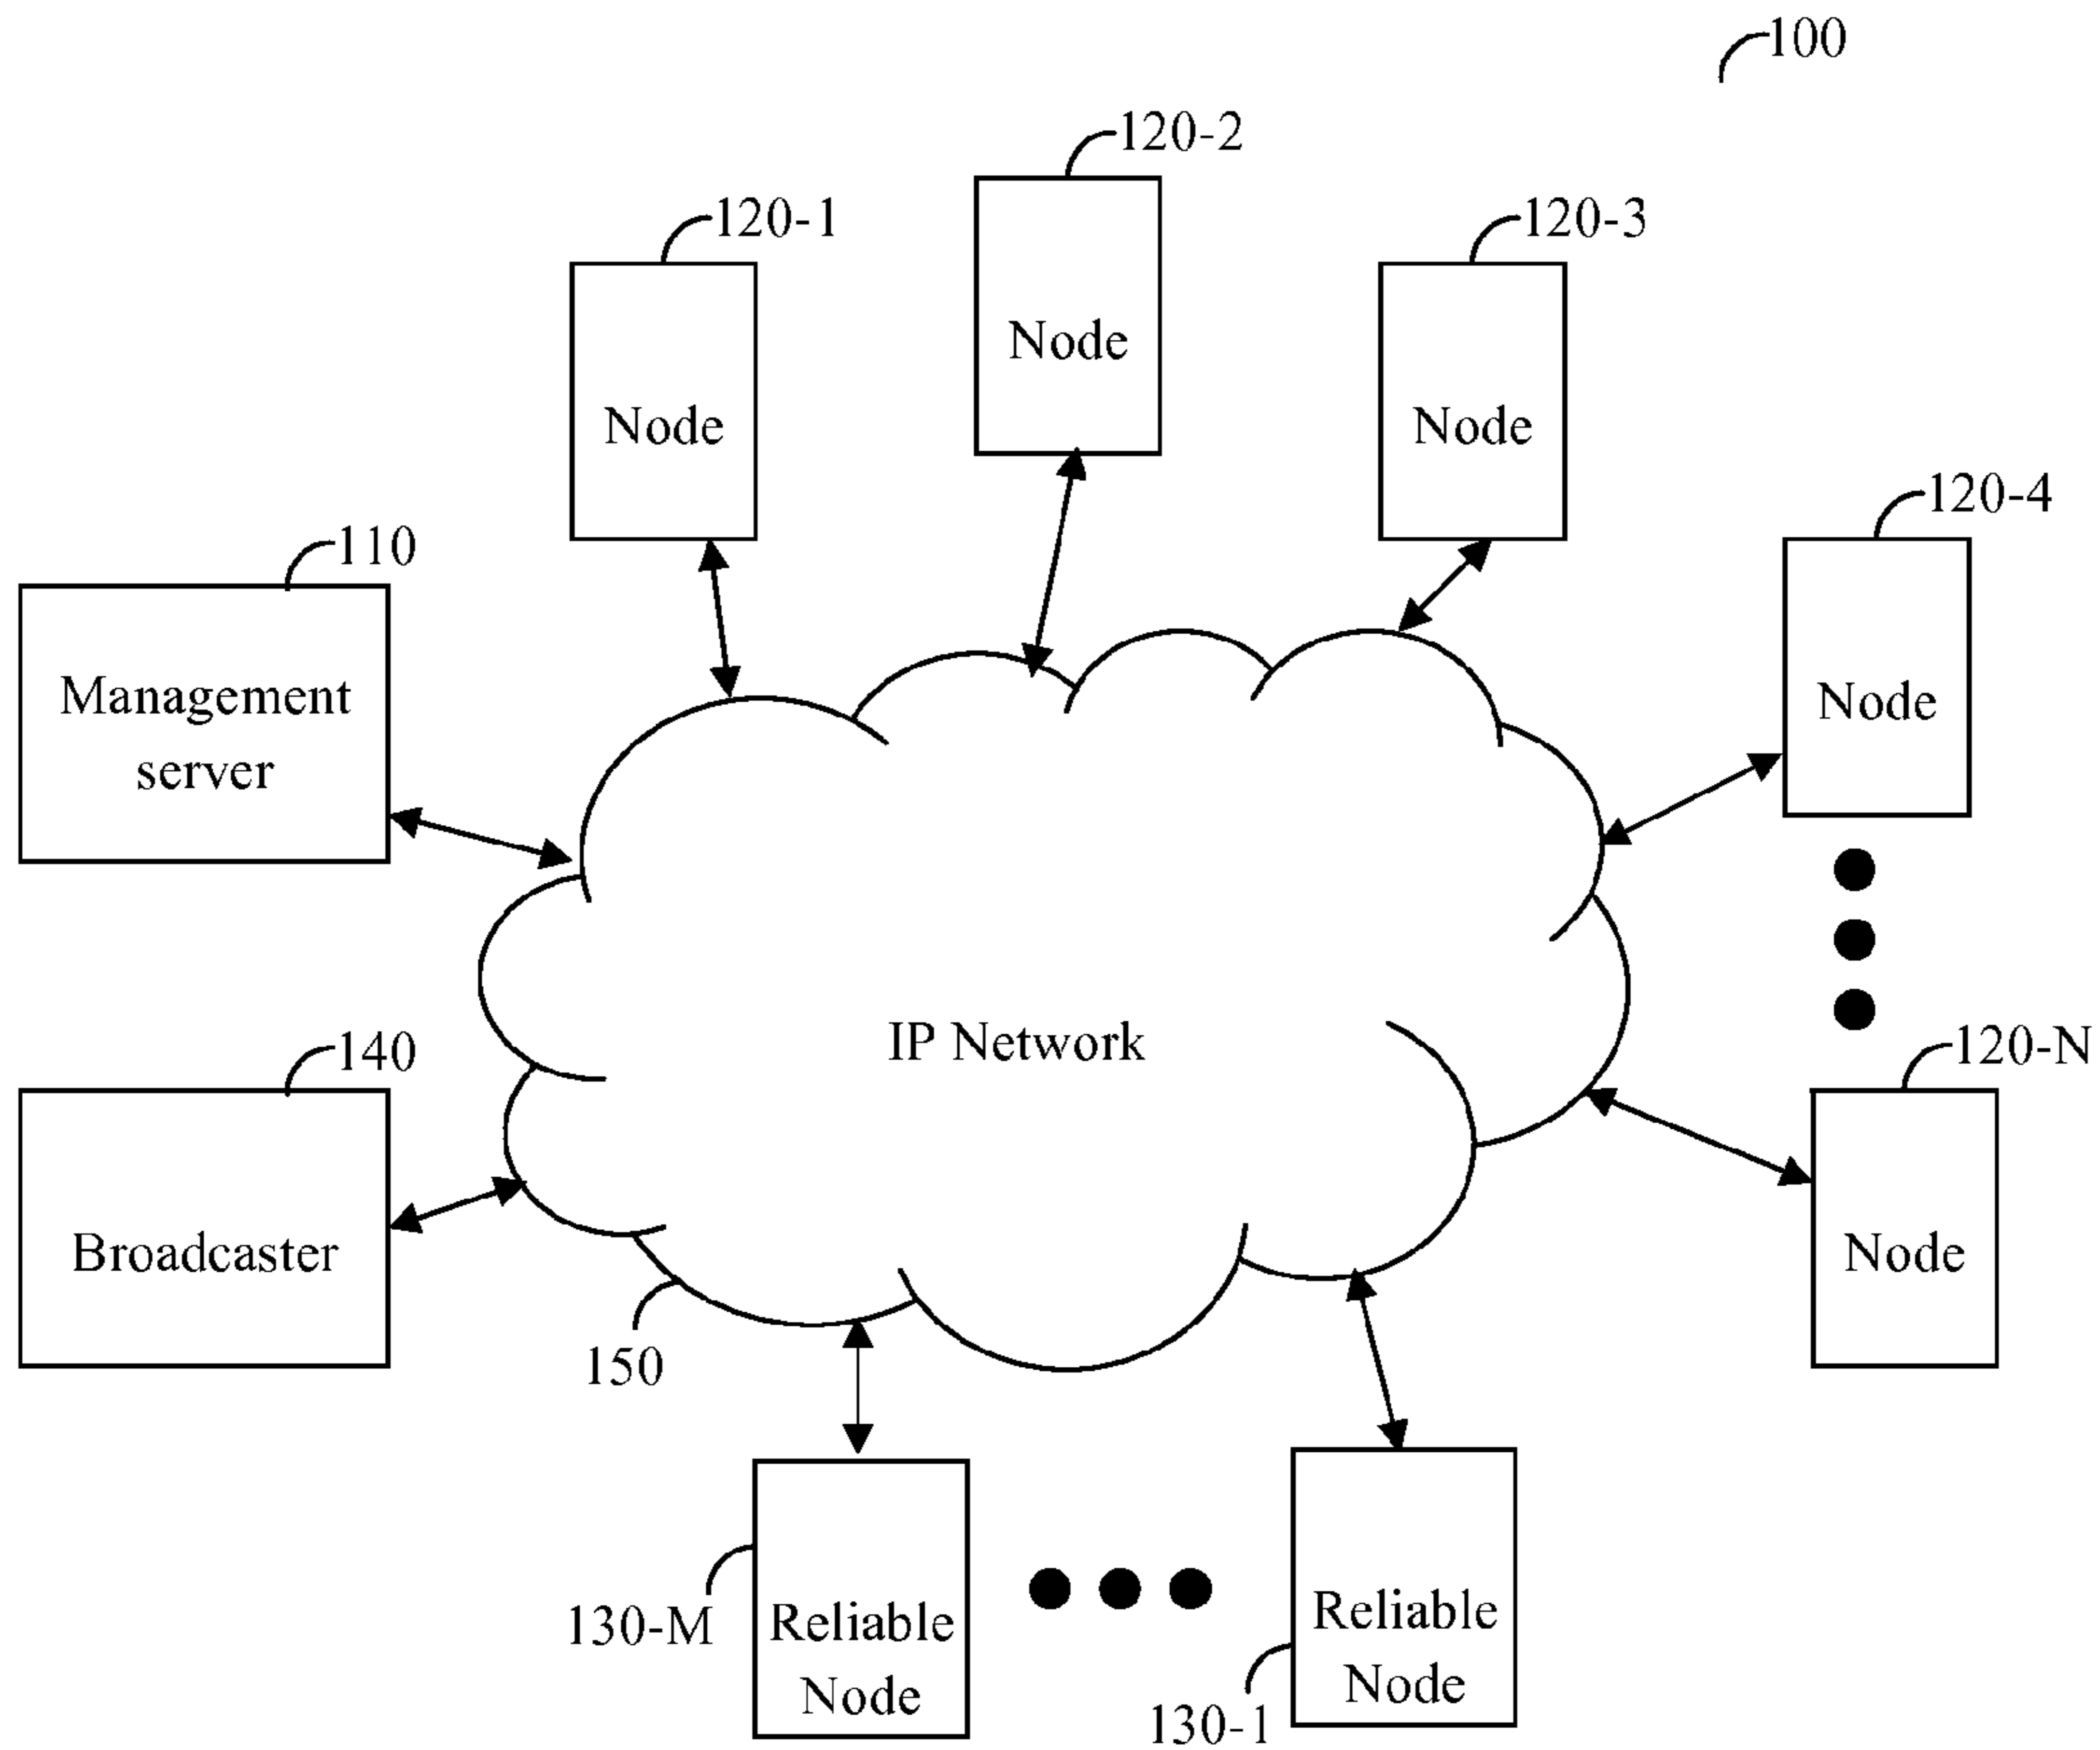 100
120-2
120-1
120-3
Node
Node
Node
120-4
110
Node
Management
server
IP Network
140
120-N
Broadcaster
Node
150
130-M
Reliable
Node
Reliable
Node
130-1